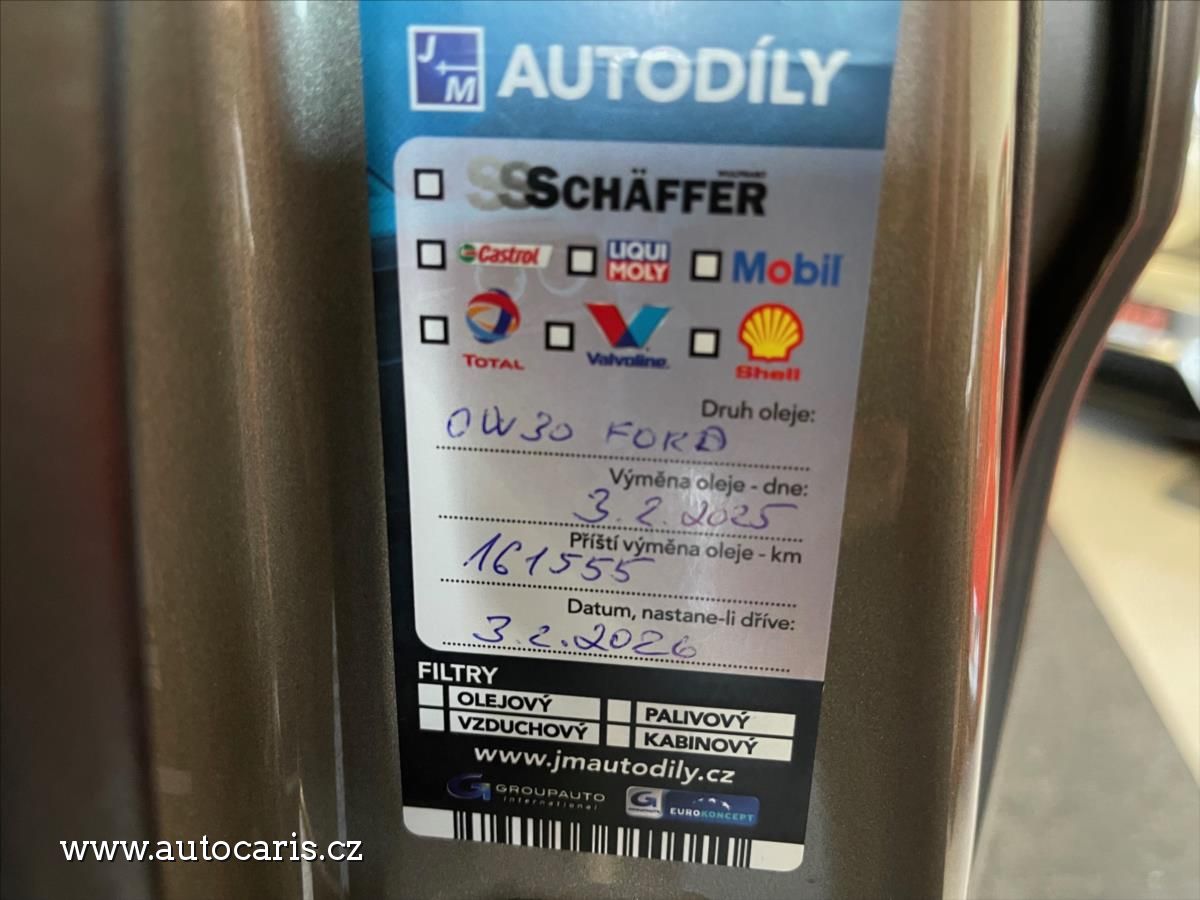 J+M AUTODÍLY
SSSCHÄFFER
Castrol LIQUI MOLY Mobil
TOTAL Valvoline Shell
Druh oleje:
0W30 FORD
Výměna oleje - dne:
3.2.2025
Příští výměna oleje - km
161555
Datum, nastane-li dříve:
3.2.2026
FILTRY
OLEJOVÝ PALIVOVÝ
VZDUCHOVÝ KABINOVÝ
www.jmautodily.cz
G GROUPAUTO international G EUROKONCEPT
www.autocaris.cz